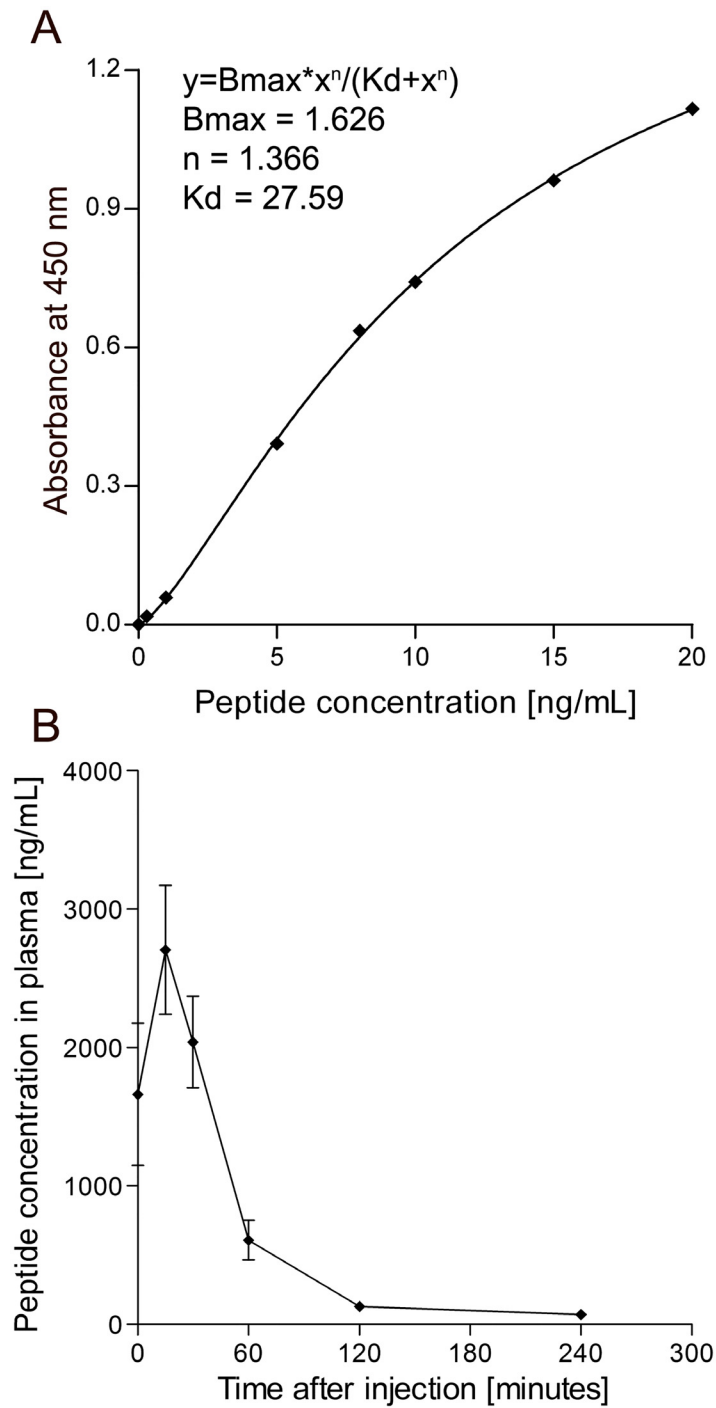 A
y=Bmax*xⁿ/(Kd+xⁿ)
Bmax = 1.626
n = 1.366
Kd = 27.59
Absorbance at 450 nm
1.2
0.9
0.6
0.3
0.0
0 5 10 15 20
Peptide concentration [ng/mL]
B
Peptide concentration in plasma [ng/mL]
4000
3000
2000
1000
0
0 60 120 180 240 300
Time after injection [minutes]